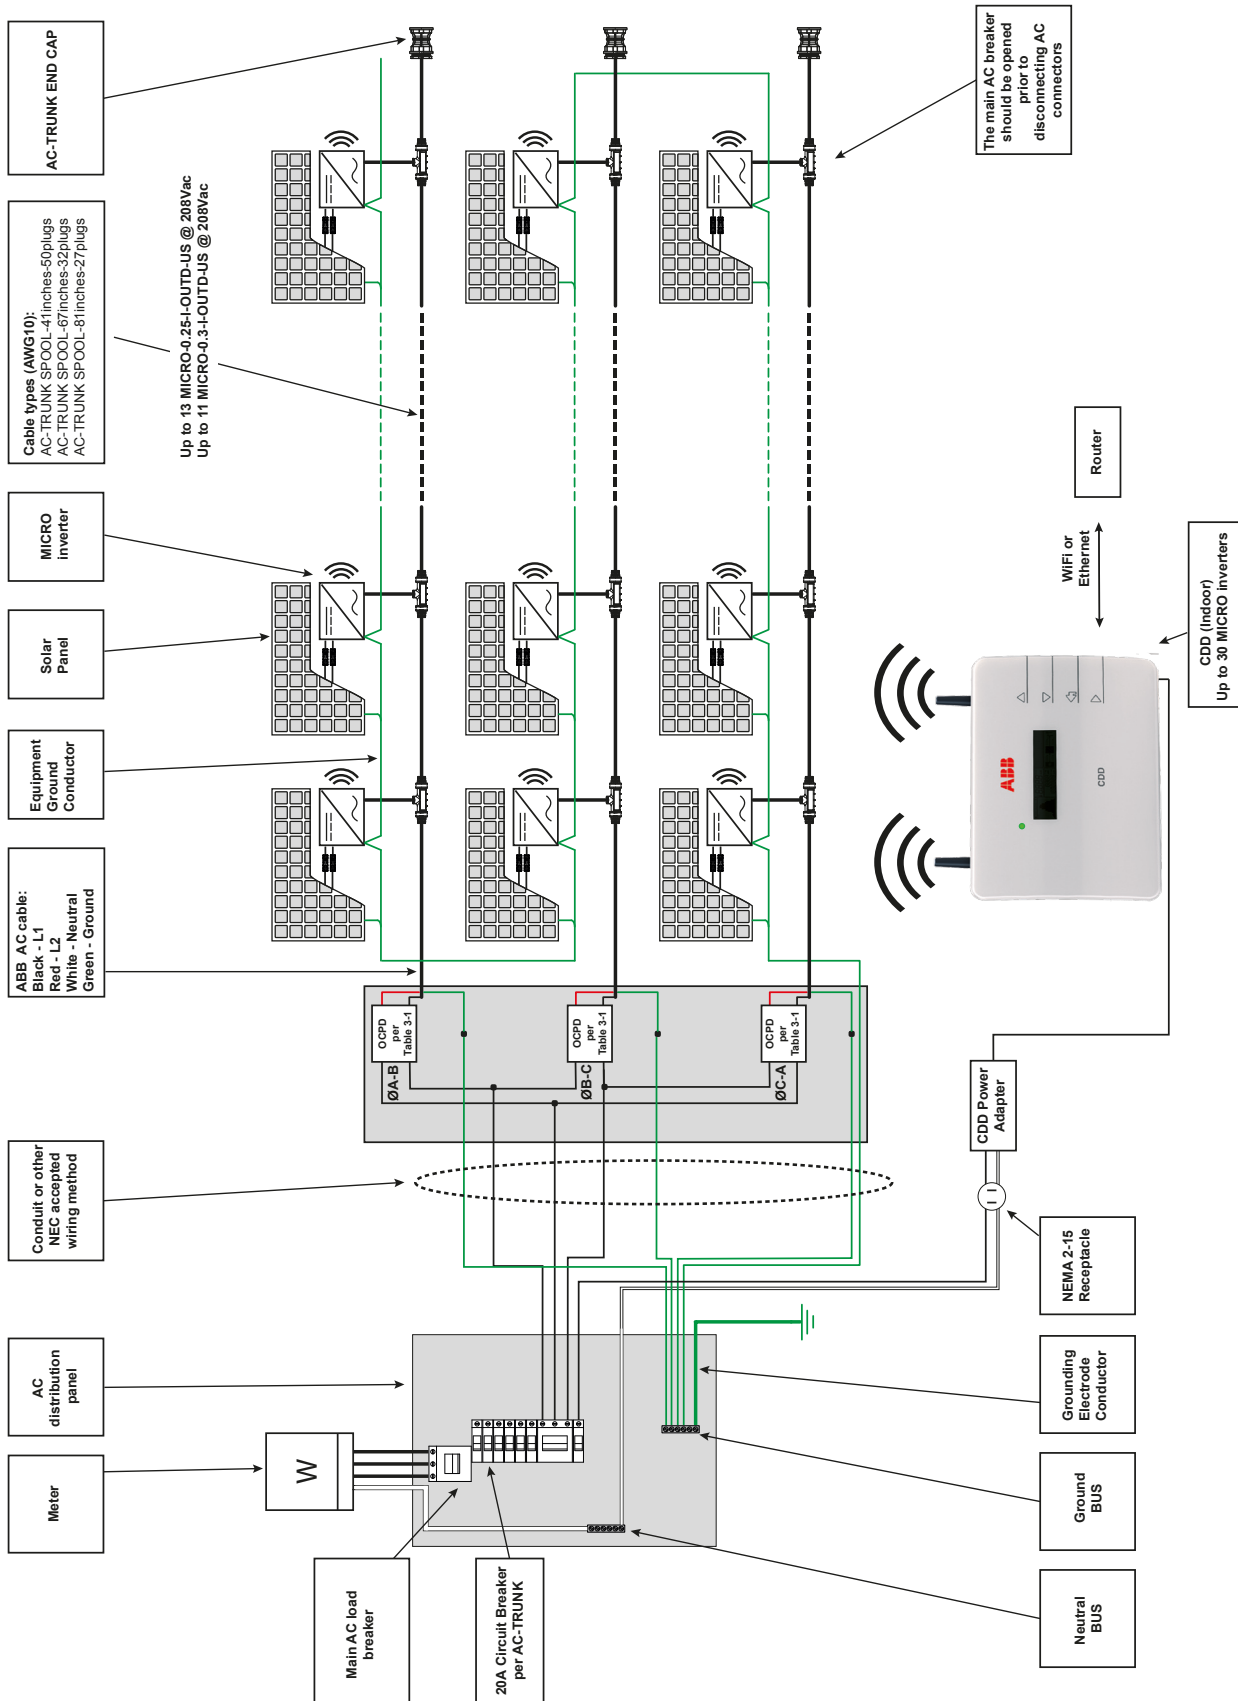 AC-TRUNK END CAP
Cable types (AWG10):
AC-TRUNK SPOOL-41inches-50plugs
AC-TRUNK SPOOL-67inches-32plugs
AC-TRUNK SPOOL-81inches-27plugs
MICRO
inverter
Solar
Panel
Equipment
Ground
Conductor
ABB AC cable:
Black - L1
Red - L2
White - Neutral
Green - Ground
Conduit or other
NEC accepted
wiring method
AC
distribution
panel
Meter
Up to 13 MICRO-0.25-I-OUTD-US @ 208Vac
Up to 11 MICRO-0.3-I-OUTD-US @ 208Vac
The main AC breaker
should be opened
prior to
disconnecting AC
connectors
OCPD
per
Table 3-1
ØA-B
OCPD
per
Table 3-1
ØB-C
OCPD
per
Table 3-1
ØC-A
W
Main AC load
breaker
20A Circuit Breaker
per AC-TRUNK
Router
WiFi or
Ethernet
CDD (Indoor)
Up to 30 MICRO inverters
ABB
CDD
CDD Power
Adapter
NEMA 2-15
Receptacle
Grounding
Electrode
Conductor
Ground
BUS
Neutral
BUS